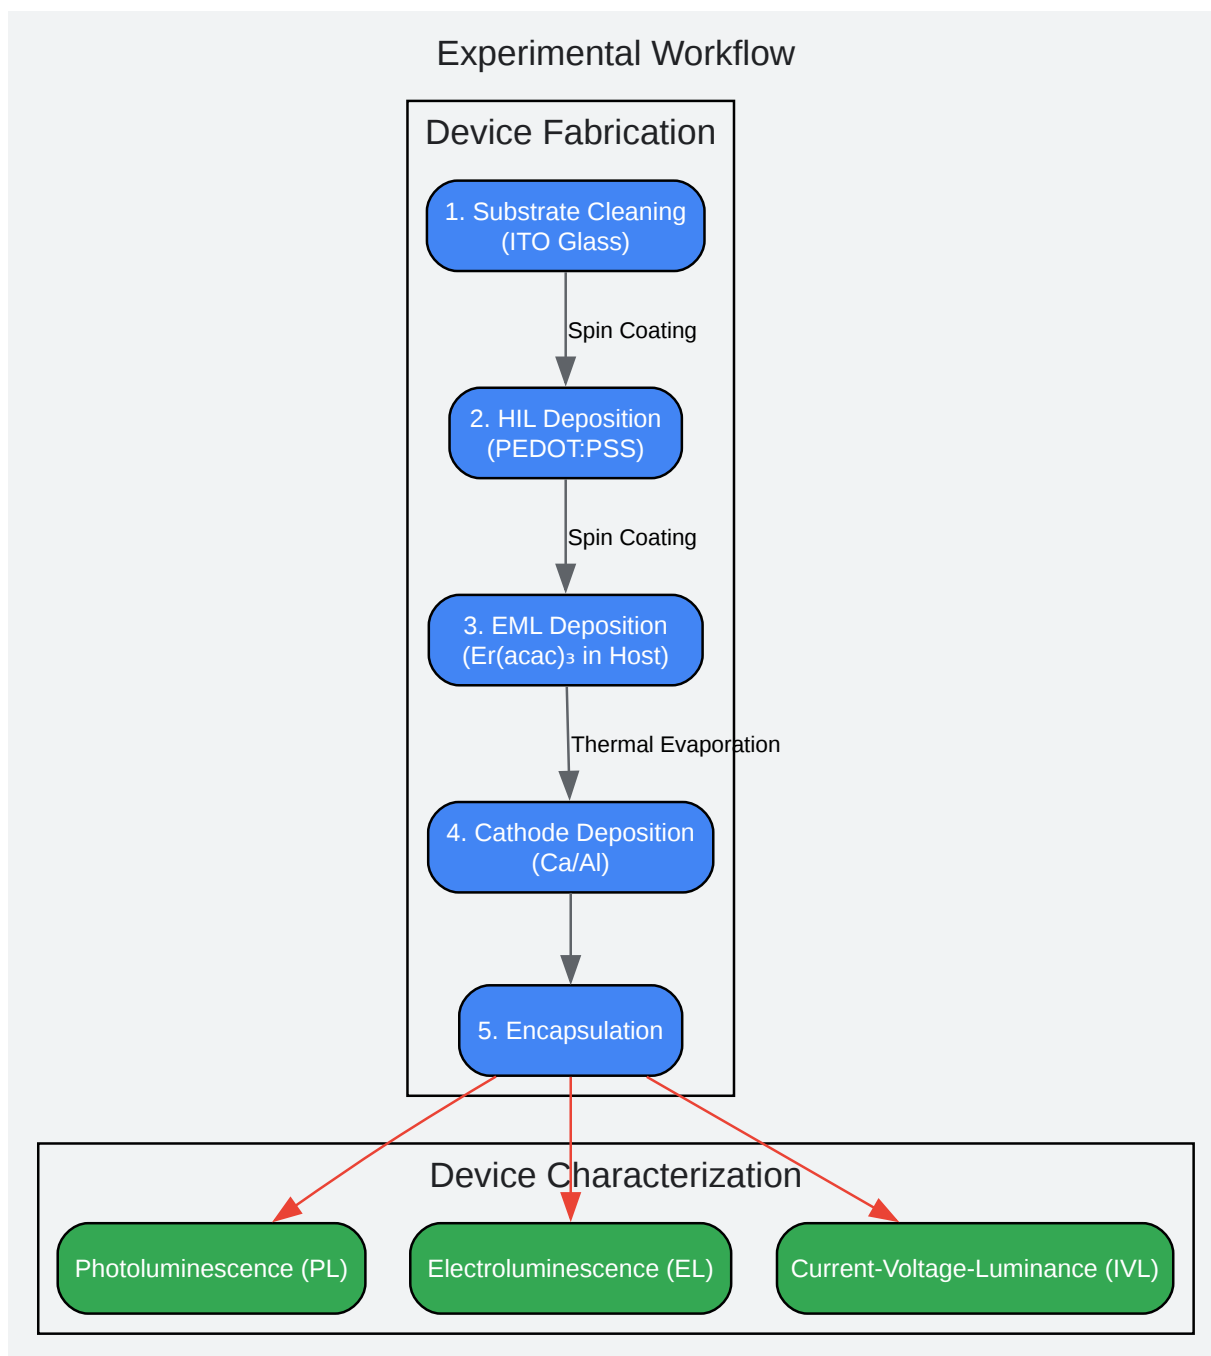 Experimental Workflow
Device Fabrication
1. Substrate Cleaning
(ITO Glass)
Spin Coating
2. HIL Deposition
(PEDOT:PSS)
Spin Coating
3. EML Deposition
(Er(acac)₃ in Host)
Thermal Evaporation
4. Cathode Deposition
(Ca/Al)
5. Encapsulation
Device Characterization
Photoluminescence (PL)
Electroluminescence (EL)
Current-Voltage-Luminance (IVL)